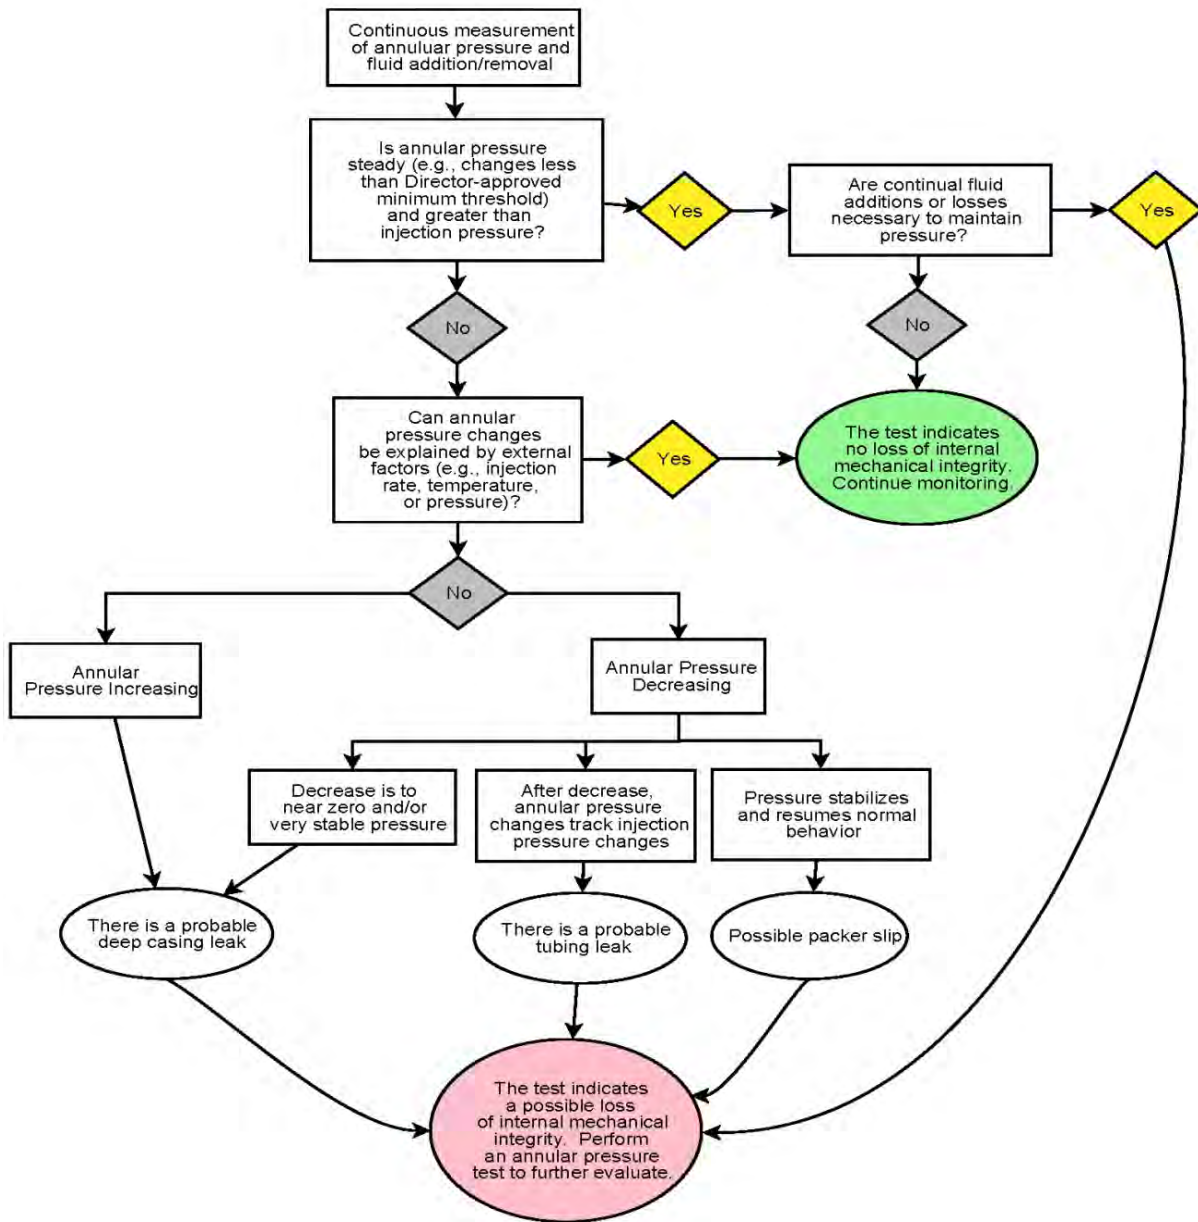 Continuous measurement
of annuluar pressure and
fluid addition/removal
Is annular pressure
steady (e.g., changes less
than Director-approved
minimum threshold)
and greater than
injection pressure?
Yes
Are continual fluid
additions or losses
necessary to maintain
pressure?
Yes
No
No
Can annular
pressure changes
be explained by external
factors (e.g., injection
rate, temperature,
or pressure)?
Yes
The test indicates
no loss of internal
mechanical integrity.
Continue monitoring.
No
Annular
Pressure Increasing
Annular Pressure
Decreasing
Decrease is to
near zero and/or
very stable pressure
After decrease,
annular pressure
changes track injection
pressure changes
Pressure stabilizes
and resumes normal
behavior
There is a probable
deep casing leak
There is a probable
tubing leak
Possible packer slip
The test indicates
a possible loss
of internal mechanical
integrity. Perform
an annular pressure
test to further evaluate.